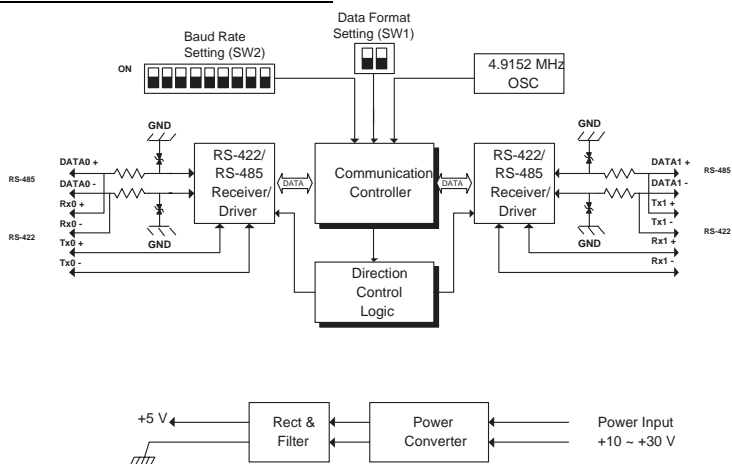 Data Format
Setting (SW1)
Baud Rate
Setting (SW2)
ON
4.9152 MHz
OSC
GND
GND
DATA0 +
RS-485
DATA0 -
Rx0 +
Rx0 -
RS-422
Tx0 +
Tx0 -
GND
RS-422/
RS-485
Receiver/
Driver
DATA
Communication
Controller
DATA
RS-422/
RS-485
Receiver/
Driver
DATA1 +
RS-485
DATA1 -
Tx1 +
Tx1 -
RS-422
Rx1 +
Rx1 -
GND
Direction
Control
Logic
+5 V
Rect &
Filter
Power
Converter
Power Input
+10 ~ +30 V